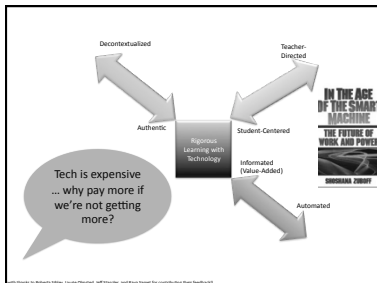 Decontextualized
Teacher-
Directed
IN THE AGE
OF THE SMART
MACHINE
THE FUTURE OF
WORK AND POWER
SHOSHANA ZUBOFF
Authentic
Rigorous
Learning with
Technology
Student-Centered
Informated
(Value-Added)
Automated
Tech is expensive
… why pay more if
we're not getting
more?